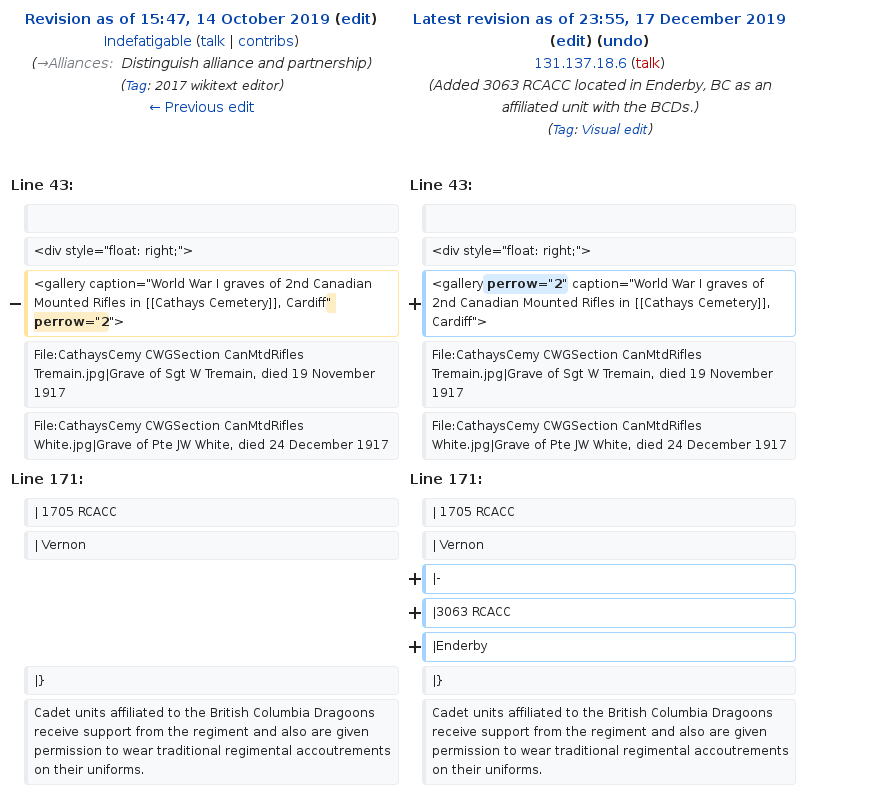 Revision as of 15:47, 14 October 2019 (edit)
Indefatigable (talk | contribs)
(→Alliances: Distinguish alliance and partnership)
(Tag: 2017 wikitext editor)
← Previous edit
Latest revision as of 23:55, 17 December 2019
(edit) (undo)
131.137.18.6 (talk)
(Added 3063 RCACC located in Enderby, BC as an
affiliated unit with the BCDs.)
(Tag: Visual edit)
Line 43:
Line 43:
<div style="float: right;">
<div style="float: right;">
− <gallery caption="World War I graves of 2nd Canadian
Mounted Rifles in [[Cathays Cemetery]], Cardiff"
perrow="2">
+ <gallery perrow="2" caption="World War I graves of
2nd Canadian Mounted Rifles in [[Cathays Cemetery]],
Cardiff">
File:CathaysCemy CWGSection CanMtdRifles
Tremain.jpg|Grave of Sgt W Tremain, died 19 November
1917
File:CathaysCemy CWGSection CanMtdRifles
Tremain.jpg|Grave of Sgt W Tremain, died 19 November
1917
File:CathaysCemy CWGSection CanMtdRifles
White.jpg|Grave of Pte JW White, died 24 December 1917
File:CathaysCemy CWGSection CanMtdRifles
White.jpg|Grave of Pte JW White, died 24 December 1917
Line 171:
Line 171:
| 1705 RCACC
| 1705 RCACC
| Vernon
| Vernon
+ |-
+ |3063 RCACC
+ |Enderby
|}
|}
Cadet units affiliated to the British Columbia Dragoons
receive support from the regiment and also are given
permission to wear traditional regimental accoutrements
on their uniforms.
Cadet units affiliated to the British Columbia Dragoons
receive support from the regiment and also are given
permission to wear traditional regimental accoutrements
on their uniforms.